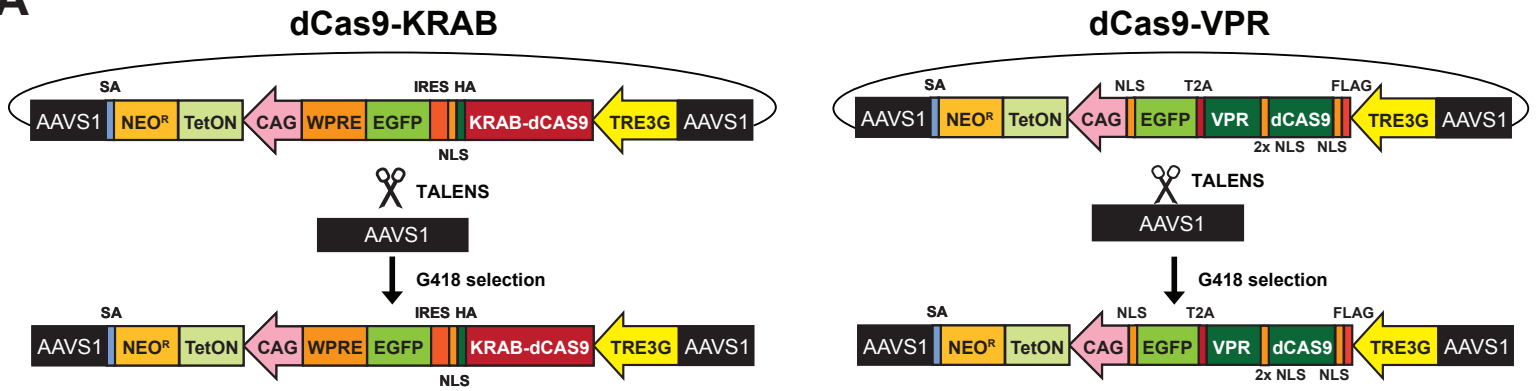 A
dCas9-KRAB
SA IRES HA
AAVS1 NEOᴿ TetON CAG WPRE EGFP KRAB-dCAS9 TRE3G AAVS1
NLS
TALENS
AAVS1
G418 selection
SA IRES HA
AAVS1 NEOᴿ TetON CAG WPRE EGFP KRAB-dCAS9 TRE3G AAVS1
NLS
dCas9-VPR
SA NLS T2A FLAG
AAVS1 NEOᴿ TetON CAG EGFP VPR dCAS9 TRE3G AAVS1
2x NLS NLS
TALENS
AAVS1
G418 selection
SA NLS T2A FLAG
AAVS1 NEOᴿ TetON CAG EGFP VPR dCAS9 TRE3G AAVS1
2x NLS NLS